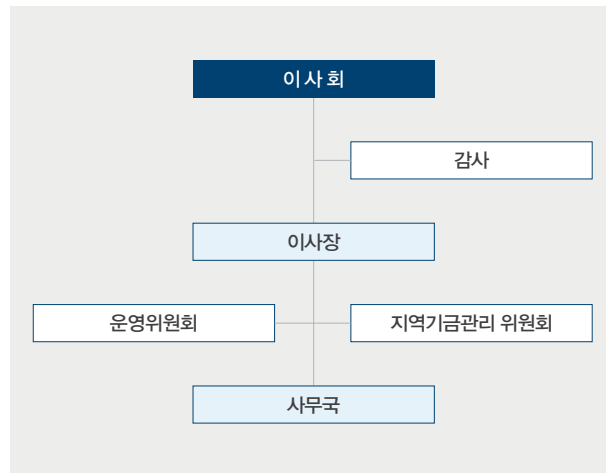 이사회
감사
이사장
운영위원회
지역기금관리 위원회
사무국